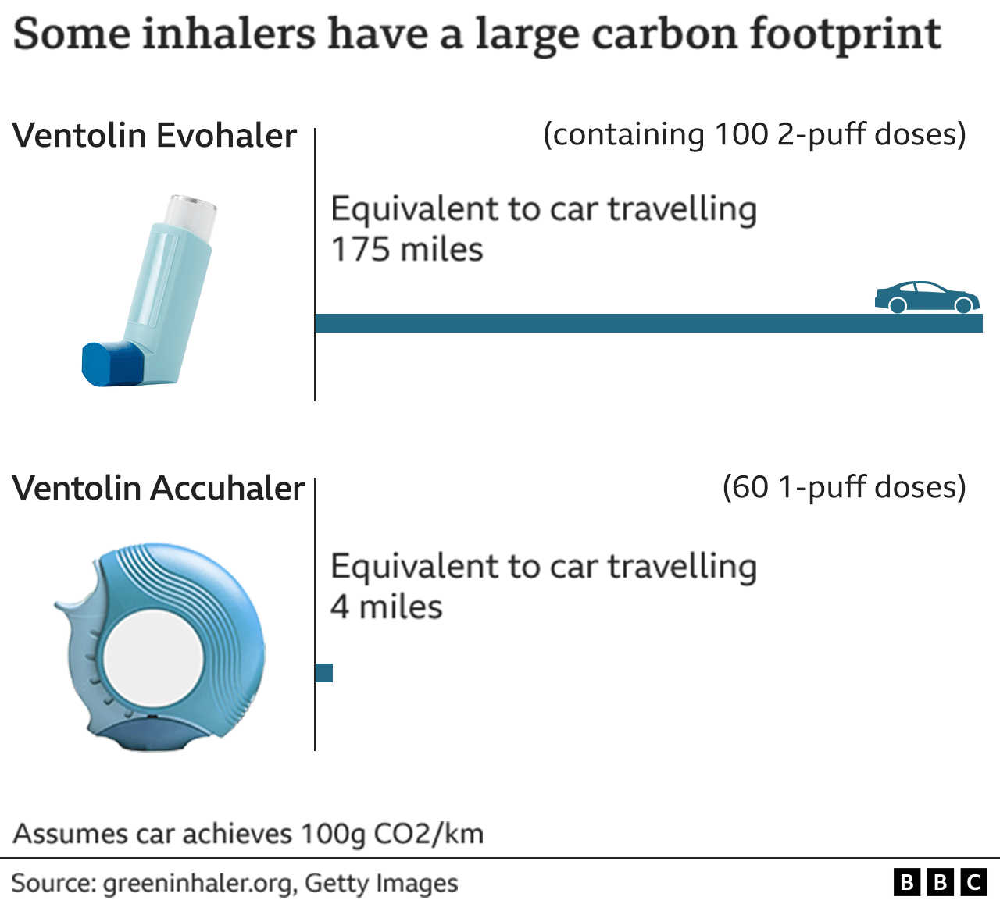 Some inhalers have a large carbon footprint
Ventolin Evohaler
(containing 100 2-puff doses)
Equivalent to car travelling
175 miles
Ventolin Accuhaler
(60 1-puff doses)
Equivalent to car travelling
4 miles
Assumes car achieves 100g CO2/km
Source: greeninhaler.org, Getty Images
BBC